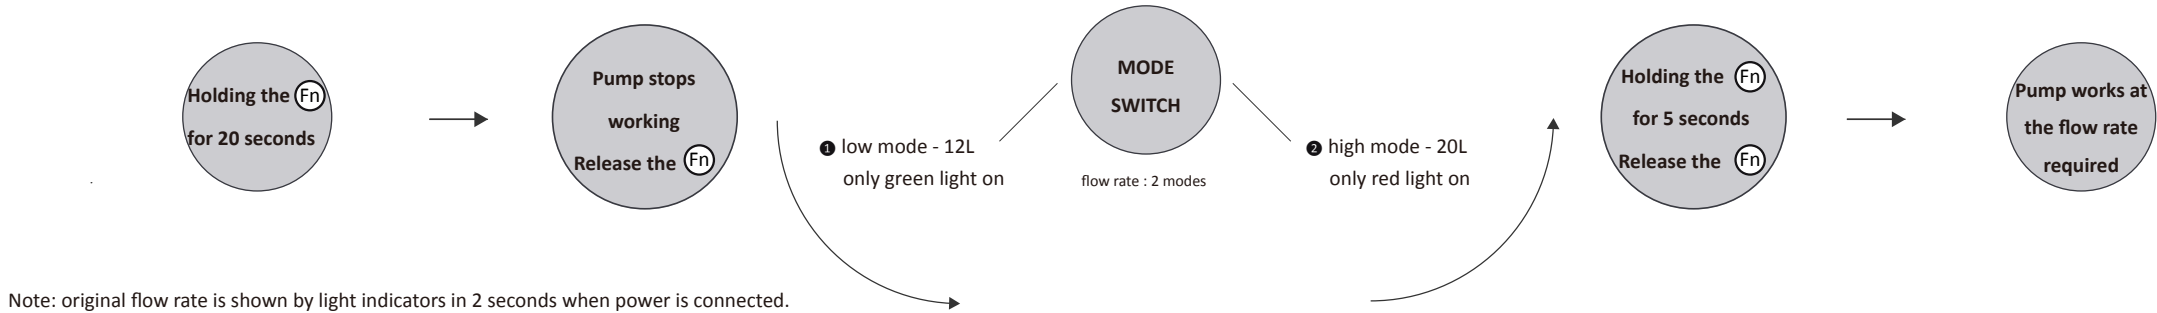 Holding the Fn
for 20 seconds
Pump stops
working
Release the Fn
❶ low mode - 12L
only green light on
MODE
SWITCH
flow rate : 2 modes
❷ high mode - 20L
only red light on
Holding the Fn
for 5 seconds
Release the Fn
Pump works at
the flow rate
required
Note: original flow rate is shown by light indicators in 2 seconds when power is connected.